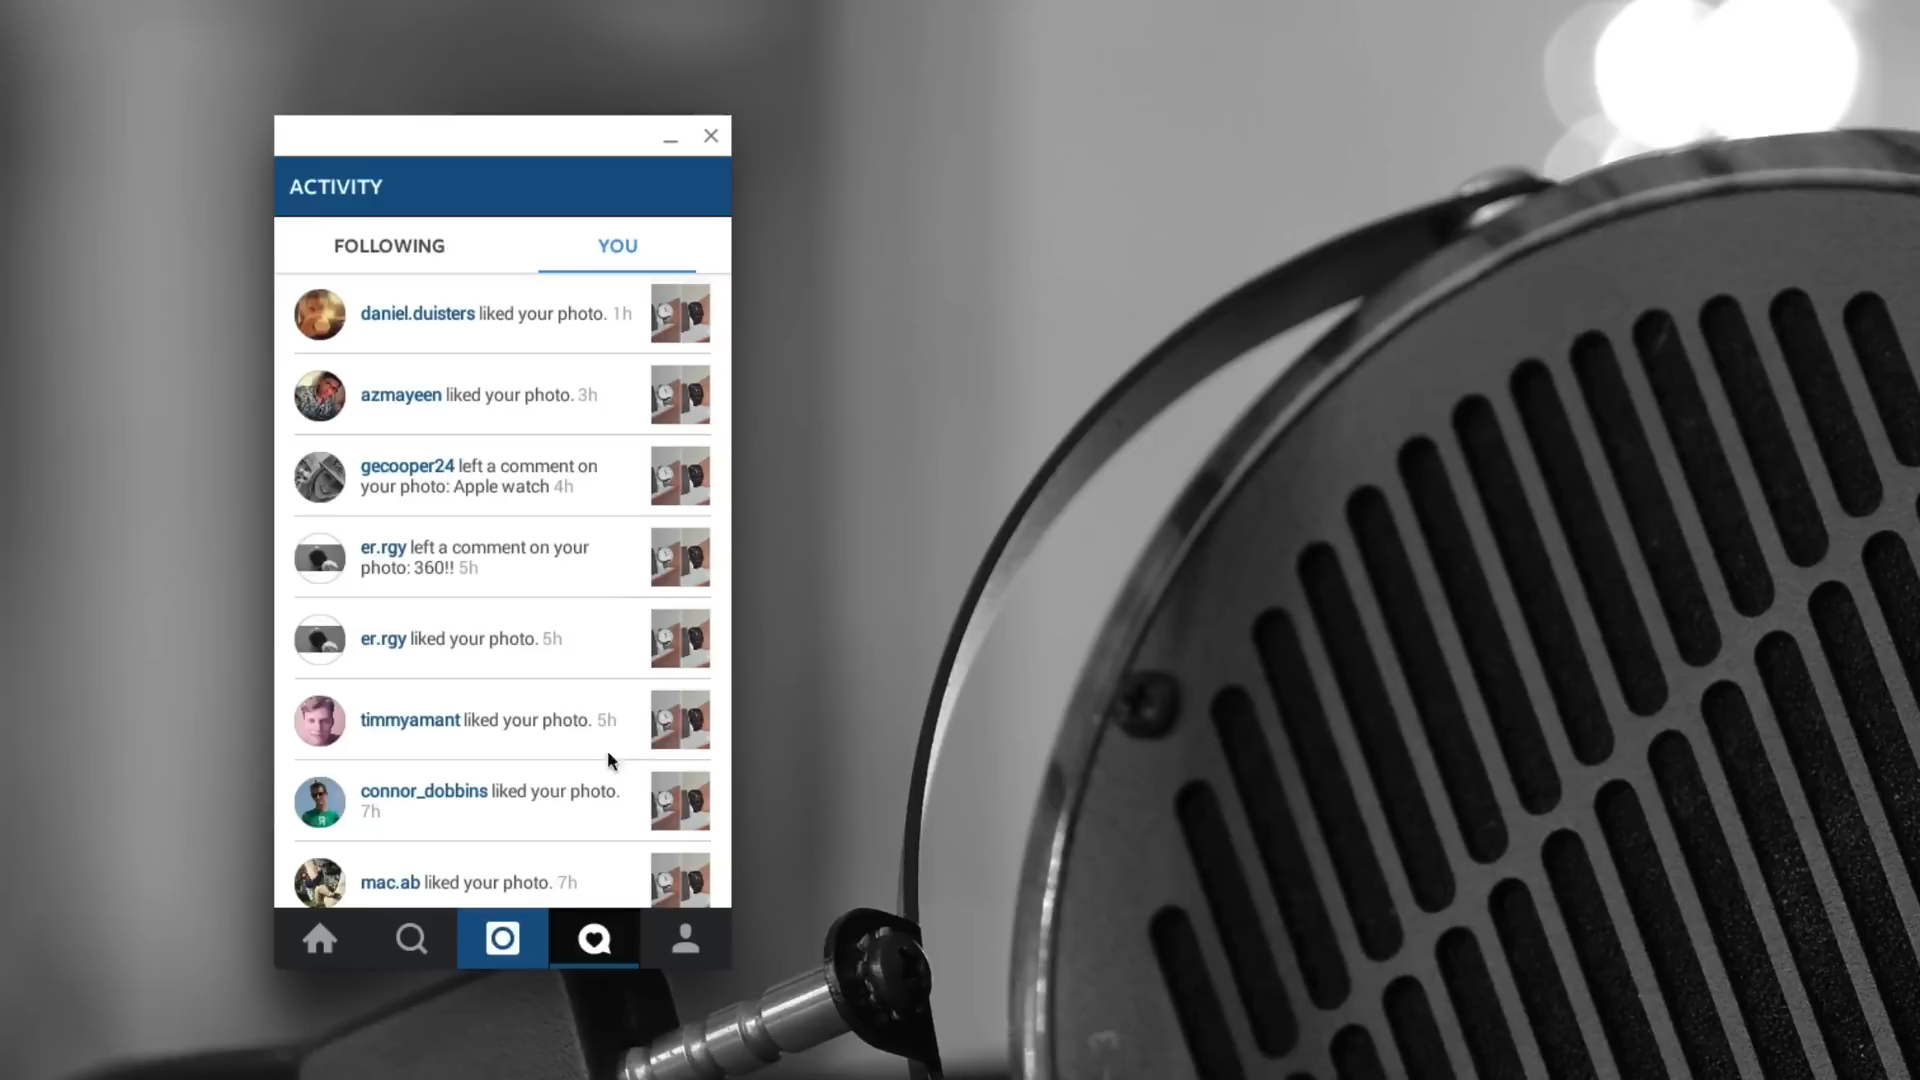 ACTIVITY
FOLLOWING YOU
daniel.duisters liked your photo. 1h
azmayeen liked your photo. 3h
gecooper24 left a comment on
your photo: Apple watch 4h
er.rgy left a comment on your
photo: 360!! 5h
er.rgy liked your photo. 5h
timmyamant liked your photo. 5h
connor_dobbins liked your photo.
7h
mac.ab liked your photo. 7h